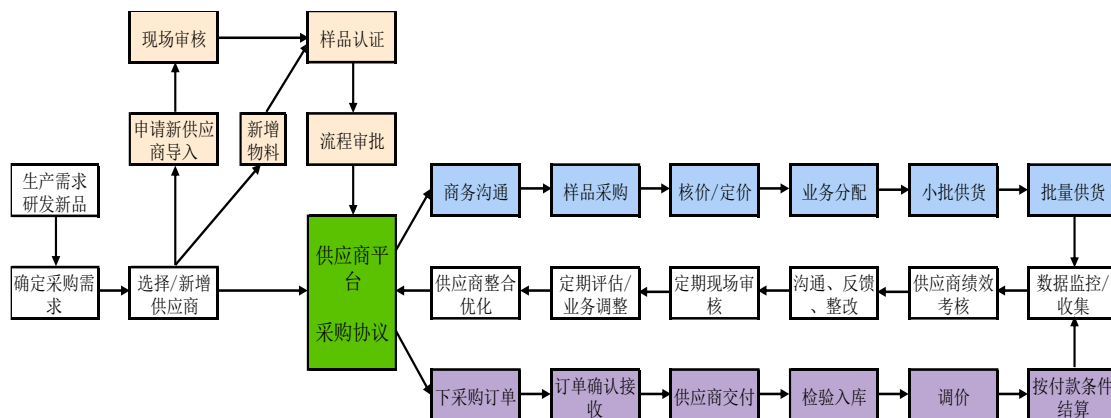 现场审核
样品认证
申请新供应
商导入
新增
物料
流程审批
生产需求
研发新品
商务沟通
样品采购
核价/定价
业务分配
小批供货
批量供货
确定采购需
求
选择/新增
供应商
供应商平
台
采购协议
供应商整合
优化
定期评估/
业务调整
定期现场审
核
沟通、反馈
、整改
供应商绩效
考核
数据监控/
收集
下采购订单
订单确认接
收
供应商交付
检验入库
调价
按付款条件
结算